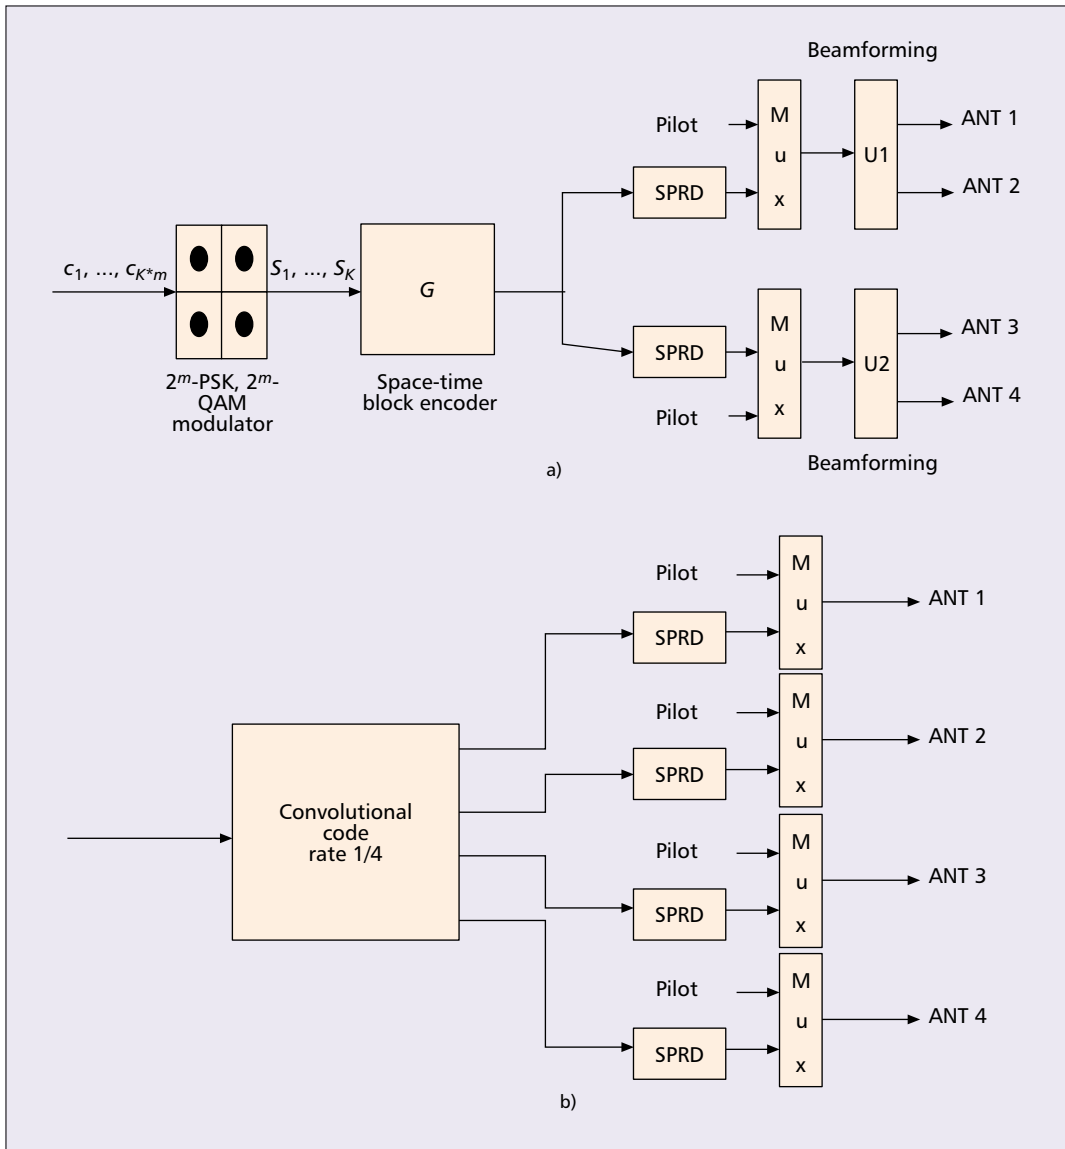 Beamforming
Pilot
M
u
x
U1
ANT 1
ANT 2
SPRD
c1, ..., cK*m
S1, ..., SK
G
2m-PSK, 2m-
QAM
modulator
Space-time
block encoder
SPRD
Pilot
M
u
x
U2
ANT 3
ANT 4
Beamforming
a)
Convolutional
code
rate 1/4
Pilot
SPRD
M
u
x
ANT 1
Pilot
SPRD
M
u
x
ANT 2
Pilot
SPRD
M
u
x
ANT 3
Pilot
SPRD
M
u
x
ANT 4
b)